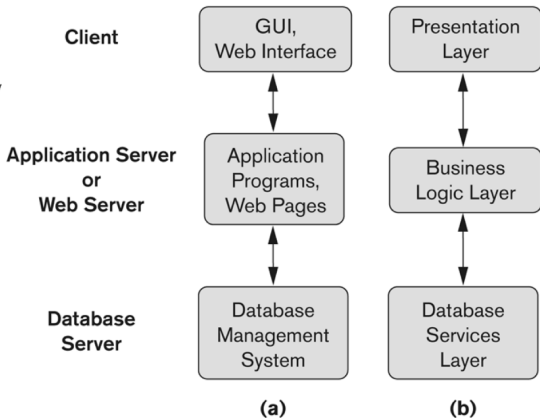 Client
GUI,
Web Interface
Presentation
Layer
Application Server
or
Web Server
Application
Programs,
Web Pages
Business
Logic Layer
Database
Server
Database
Management
System
Database
Services
Layer
(a)
(b)